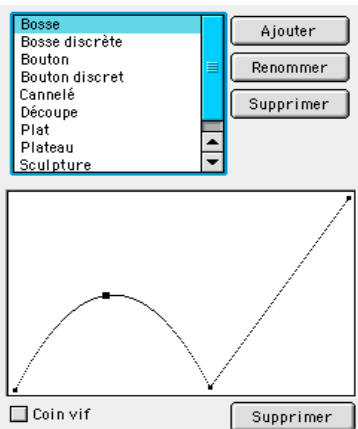 Bosse
Bosse discrète
Bouton
Bouton discret
Cannelé
Découpe
Plat
Plateau
Sculpture
Ajouter
Renommer
Supprimer
Coin vif
Supprimer